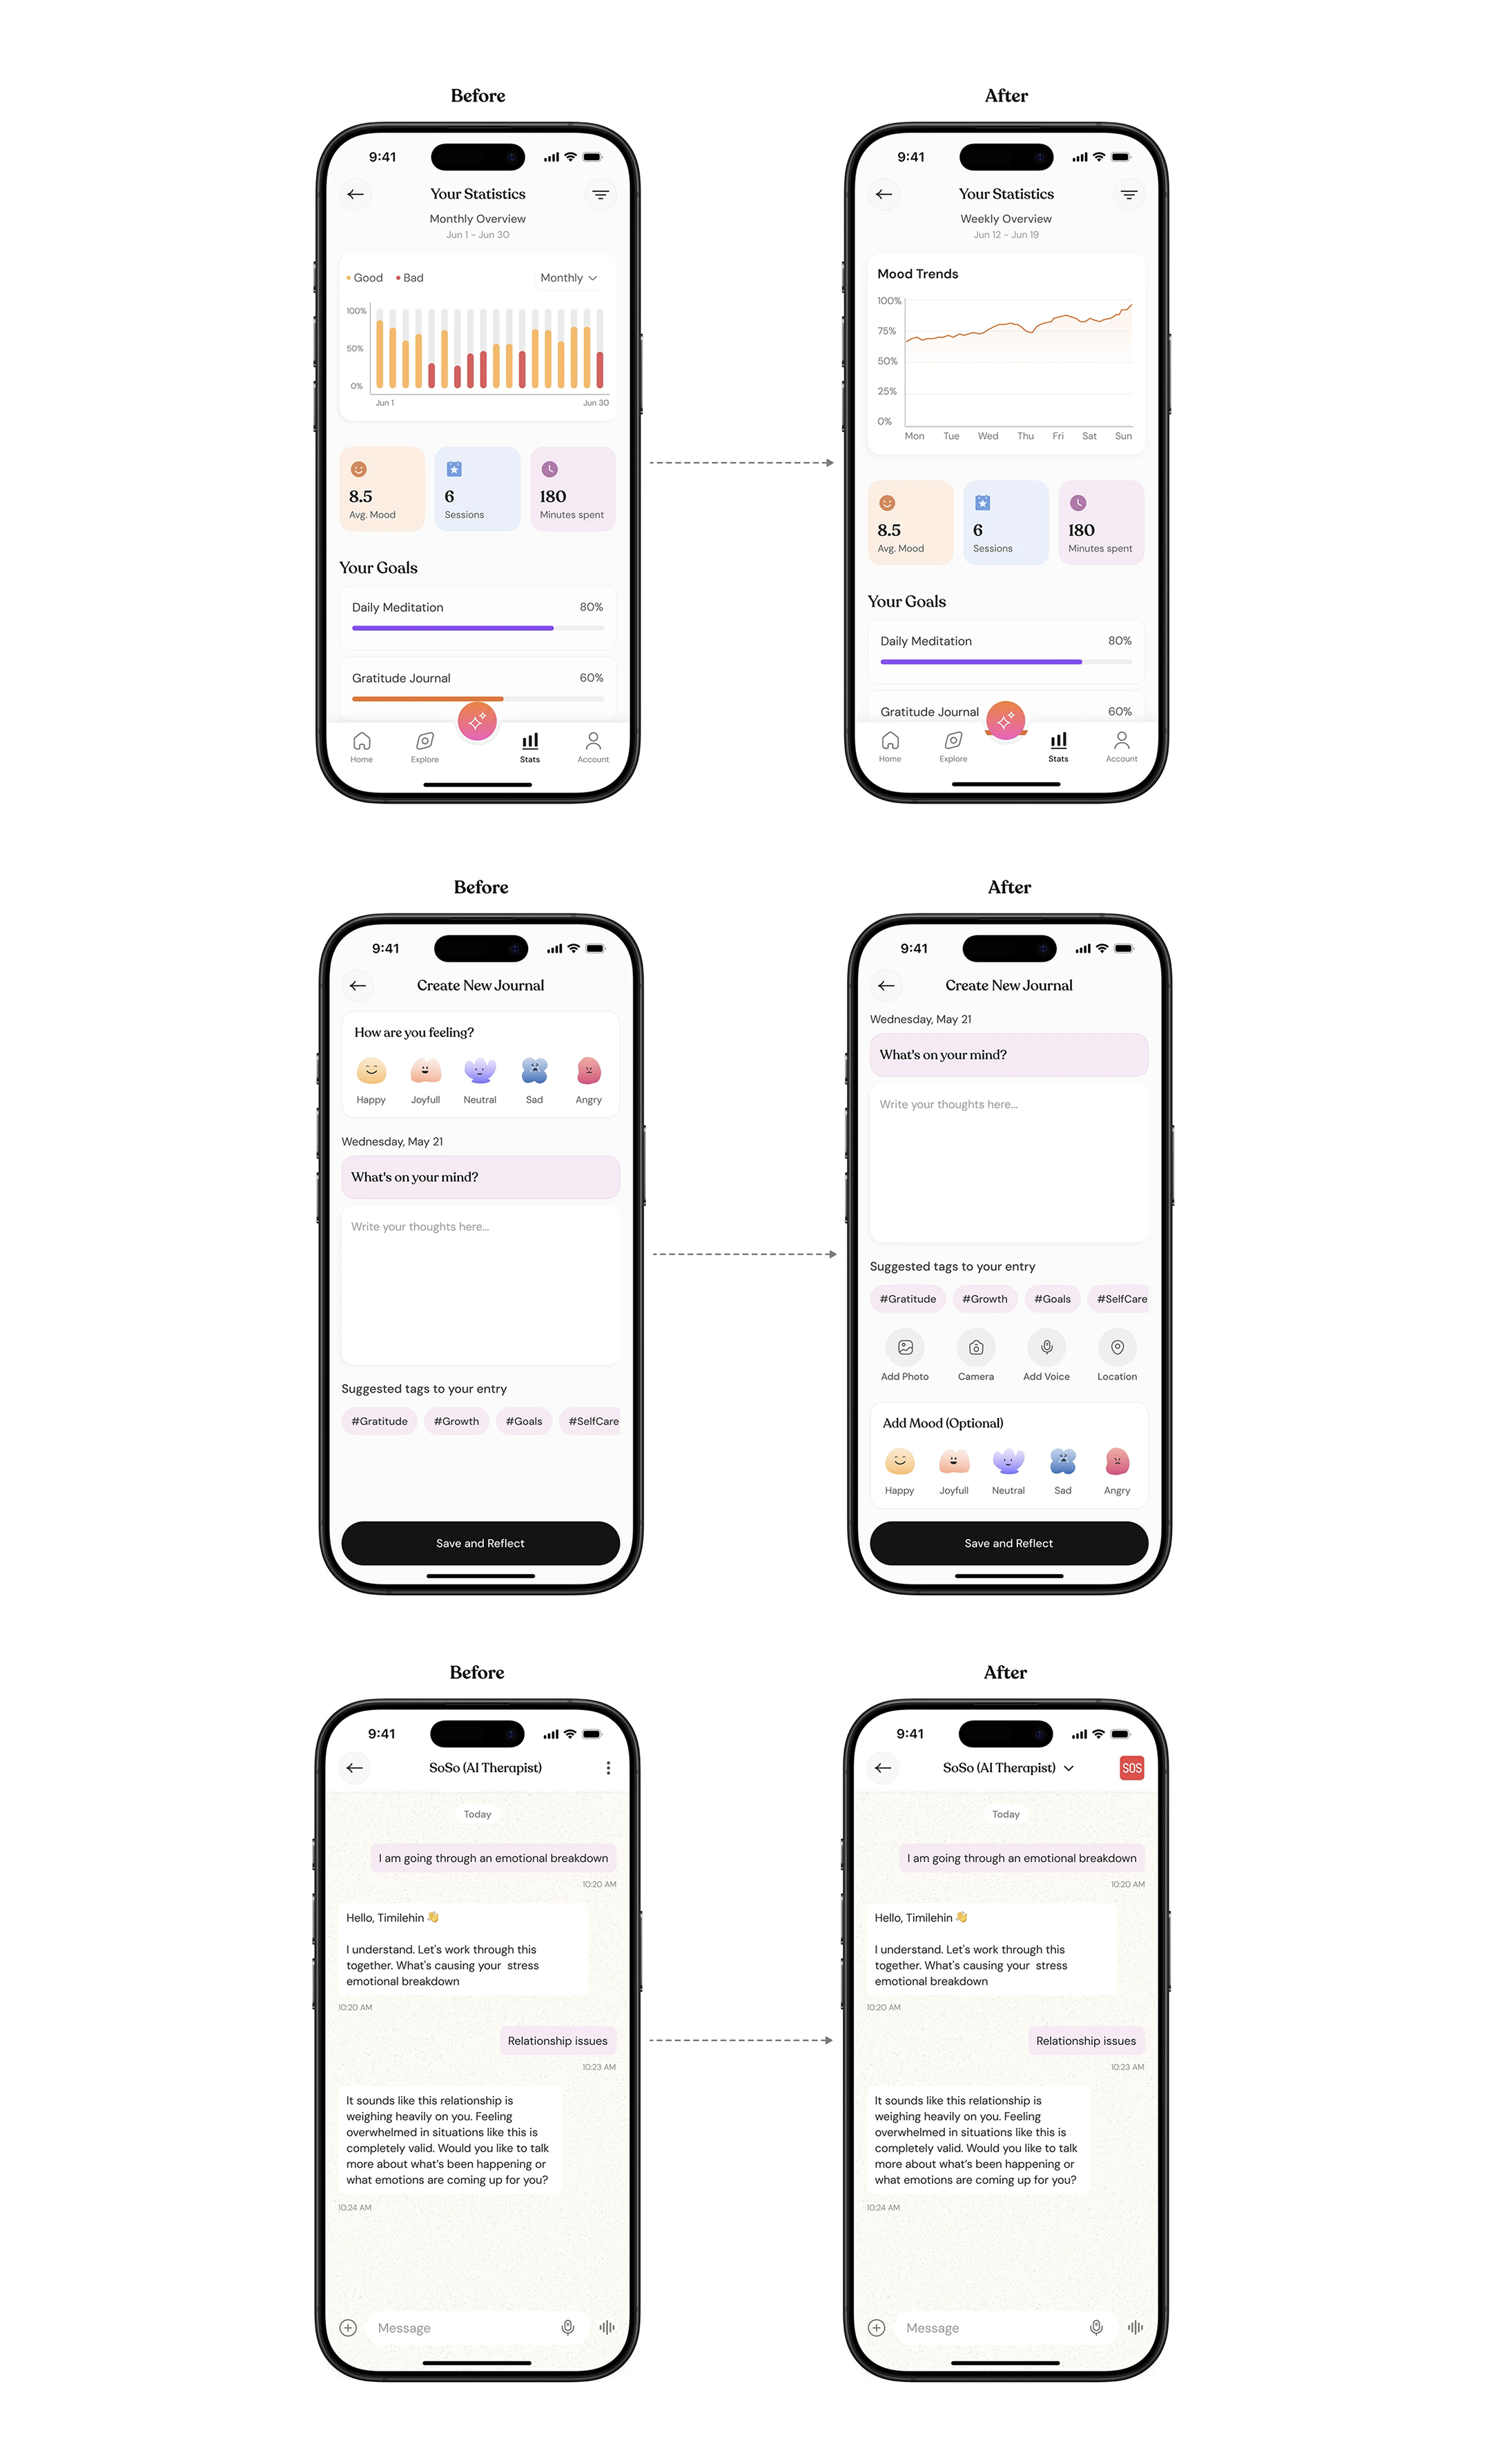 Before
9:41
Your Statistics
Monthly Overview
Jun 1 - Jun 30
Good
Bad
Monthly
100%
50%
0%
Jun 1
Jun 30
8.5
Avg. Mood
6
Sessions
180
Minutes spent
Your Goals
Daily Meditation
80%
Gratitude Journal
60%
Home
Explore
Stats
Account
After
9:41
Your Statistics
Weekly Overview
Jun 12 - Jun 19
Mood Trends
100%
75%
50%
25%
0%
Mon
Tue
Wed
Thu
Fri
Sat
Sun
8.5
Avg. Mood
6
Sessions
180
Minutes spent
Your Goals
Daily Meditation
80%
Gratitude Journal
60%
Home
Explore
Stats
Account
Before
9:41
Create New Journal
How are you feeling?
Happy
Joyfull
Neutral
Sad
Angry
Wednesday, May 21
What's on your mind?
Write your thoughts here...
Suggested tags to your entry
#Gratitude
#Growth
#Goals
#SelfCare
Save and Reflect
After
9:41
Create New Journal
Wednesday, May 21
What's on your mind?
Write your thoughts here...
Suggested tags to your entry
#Gratitude
#Growth
#Goals
#SelfCare
Add Photo
Camera
Add Voice
Location
Add Mood (Optional)
Happy
Joyfull
Neutral
Sad
Angry
Save and Reflect
Before
9:41
SoSo (AI Therapist)
Today
I am going through an emotional breakdown
10:20 AM
Hello, Timilehin 👋
I understand. Let's work through this
together. What's causing your  stress
emotional breakdown
10:20 AM
Relationship issues
10:23 AM
It sounds like this relationship is
weighing heavily on you. Feeling
overwhelmed in situations like this is
completely valid. Would you like to talk
more about what's been happening or
what emotions are coming up for you?
10:24 AM
Message
After
9:41
SoSo (AI Therapist)
SOS
Today
I am going through an emotional breakdown
10:20 AM
Hello, Timilehin 👋
I understand. Let's work through this
together. What's causing your  stress
emotional breakdown
10:20 AM
Relationship issues
10:23 AM
It sounds like this relationship is
weighing heavily on you. Feeling
overwhelmed in situations like this is
completely valid. Would you like to talk
more about what's been happening or
what emotions are coming up for you?
10:24 AM
Message